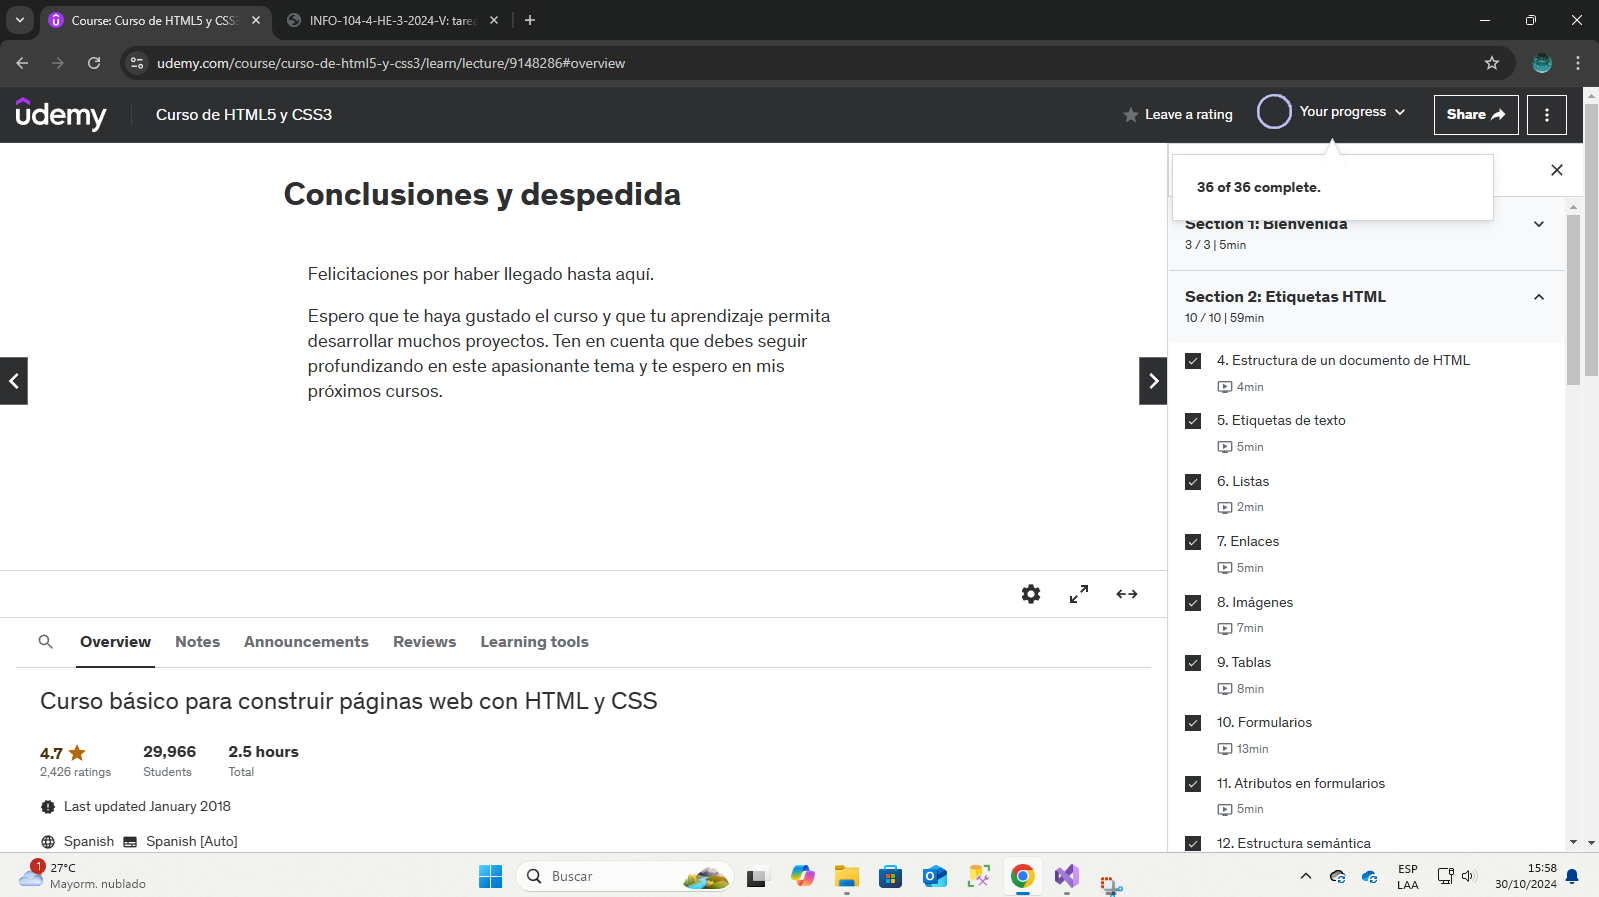 Course: Curso de HTML5 y CSS
INFO-104-4-HE-3-2024-V: tarea
udemy.com/course/curso-de-html5-y-css3/learn/lecture/9148286#overview
udemy
Curso de HTML5 y CSS3
Leave a rating
Your progress
Share
36 of 36 complete.
Conclusiones y despedida
Felicitaciones por haber llegado hasta aquí.
Espero que te haya gustado el curso y que tu aprendizaje permita
desarrollar muchos proyectos. Ten en cuenta que debes seguir
profundizando en este apasionante tema y te espero en mis
próximos cursos.
Section 1: Bienvenida
3 / 3 | 5min
Section 2: Etiquetas HTML
10 / 10 | 59min
4. Estructura de un documento de HTML
4min
5. Etiquetas de texto
5min
6. Listas
2min
7. Enlaces
5min
8. Imágenes
7min
9. Tablas
8min
10. Formularios
13min
11. Atributos en formularios
5min
12. Estructura semántica
Overview
Notes
Announcements
Reviews
Learning tools
Curso básico para construir páginas web con HTML y CSS
4.7
2,426 ratings
29,966
Students
2.5 hours
Total
Last updated January 2018
Spanish
Spanish [Auto]
1
27°C
Mayorm. nublado
Buscar
ESP
LAA
15:58
30/10/2024